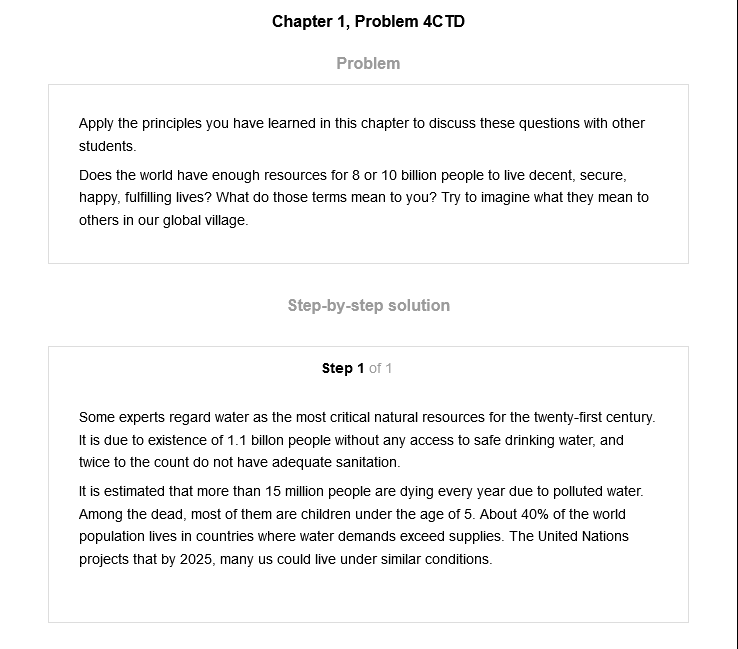 Chapter 1, Problem 4CTD
Problem
Apply the principles you have learned in this chapter to discuss these questions with other
students.
Does the world have enough resources for 8 or 10 billion people to live decent, secure,
happy, fulfilling lives? What do those terms mean to you? Try to imagine what they mean to
others in our global village.
Step-by-step solution
Step 1 of 1
Some experts regard water as the most critical natural resources for the twenty-first century.
It is due to existence of 1.1 billon people without any access to safe drinking water, and
twice to the count do not have adequate sanitation.
It is estimated that more than 15 million people are dying every year due to polluted water.
Among the dead, most of them are children under the age of 5. About 40% of the world
population lives in countries where water demands exceed supplies. The United Nations
projects that by 2025, many us could live under similar conditions.